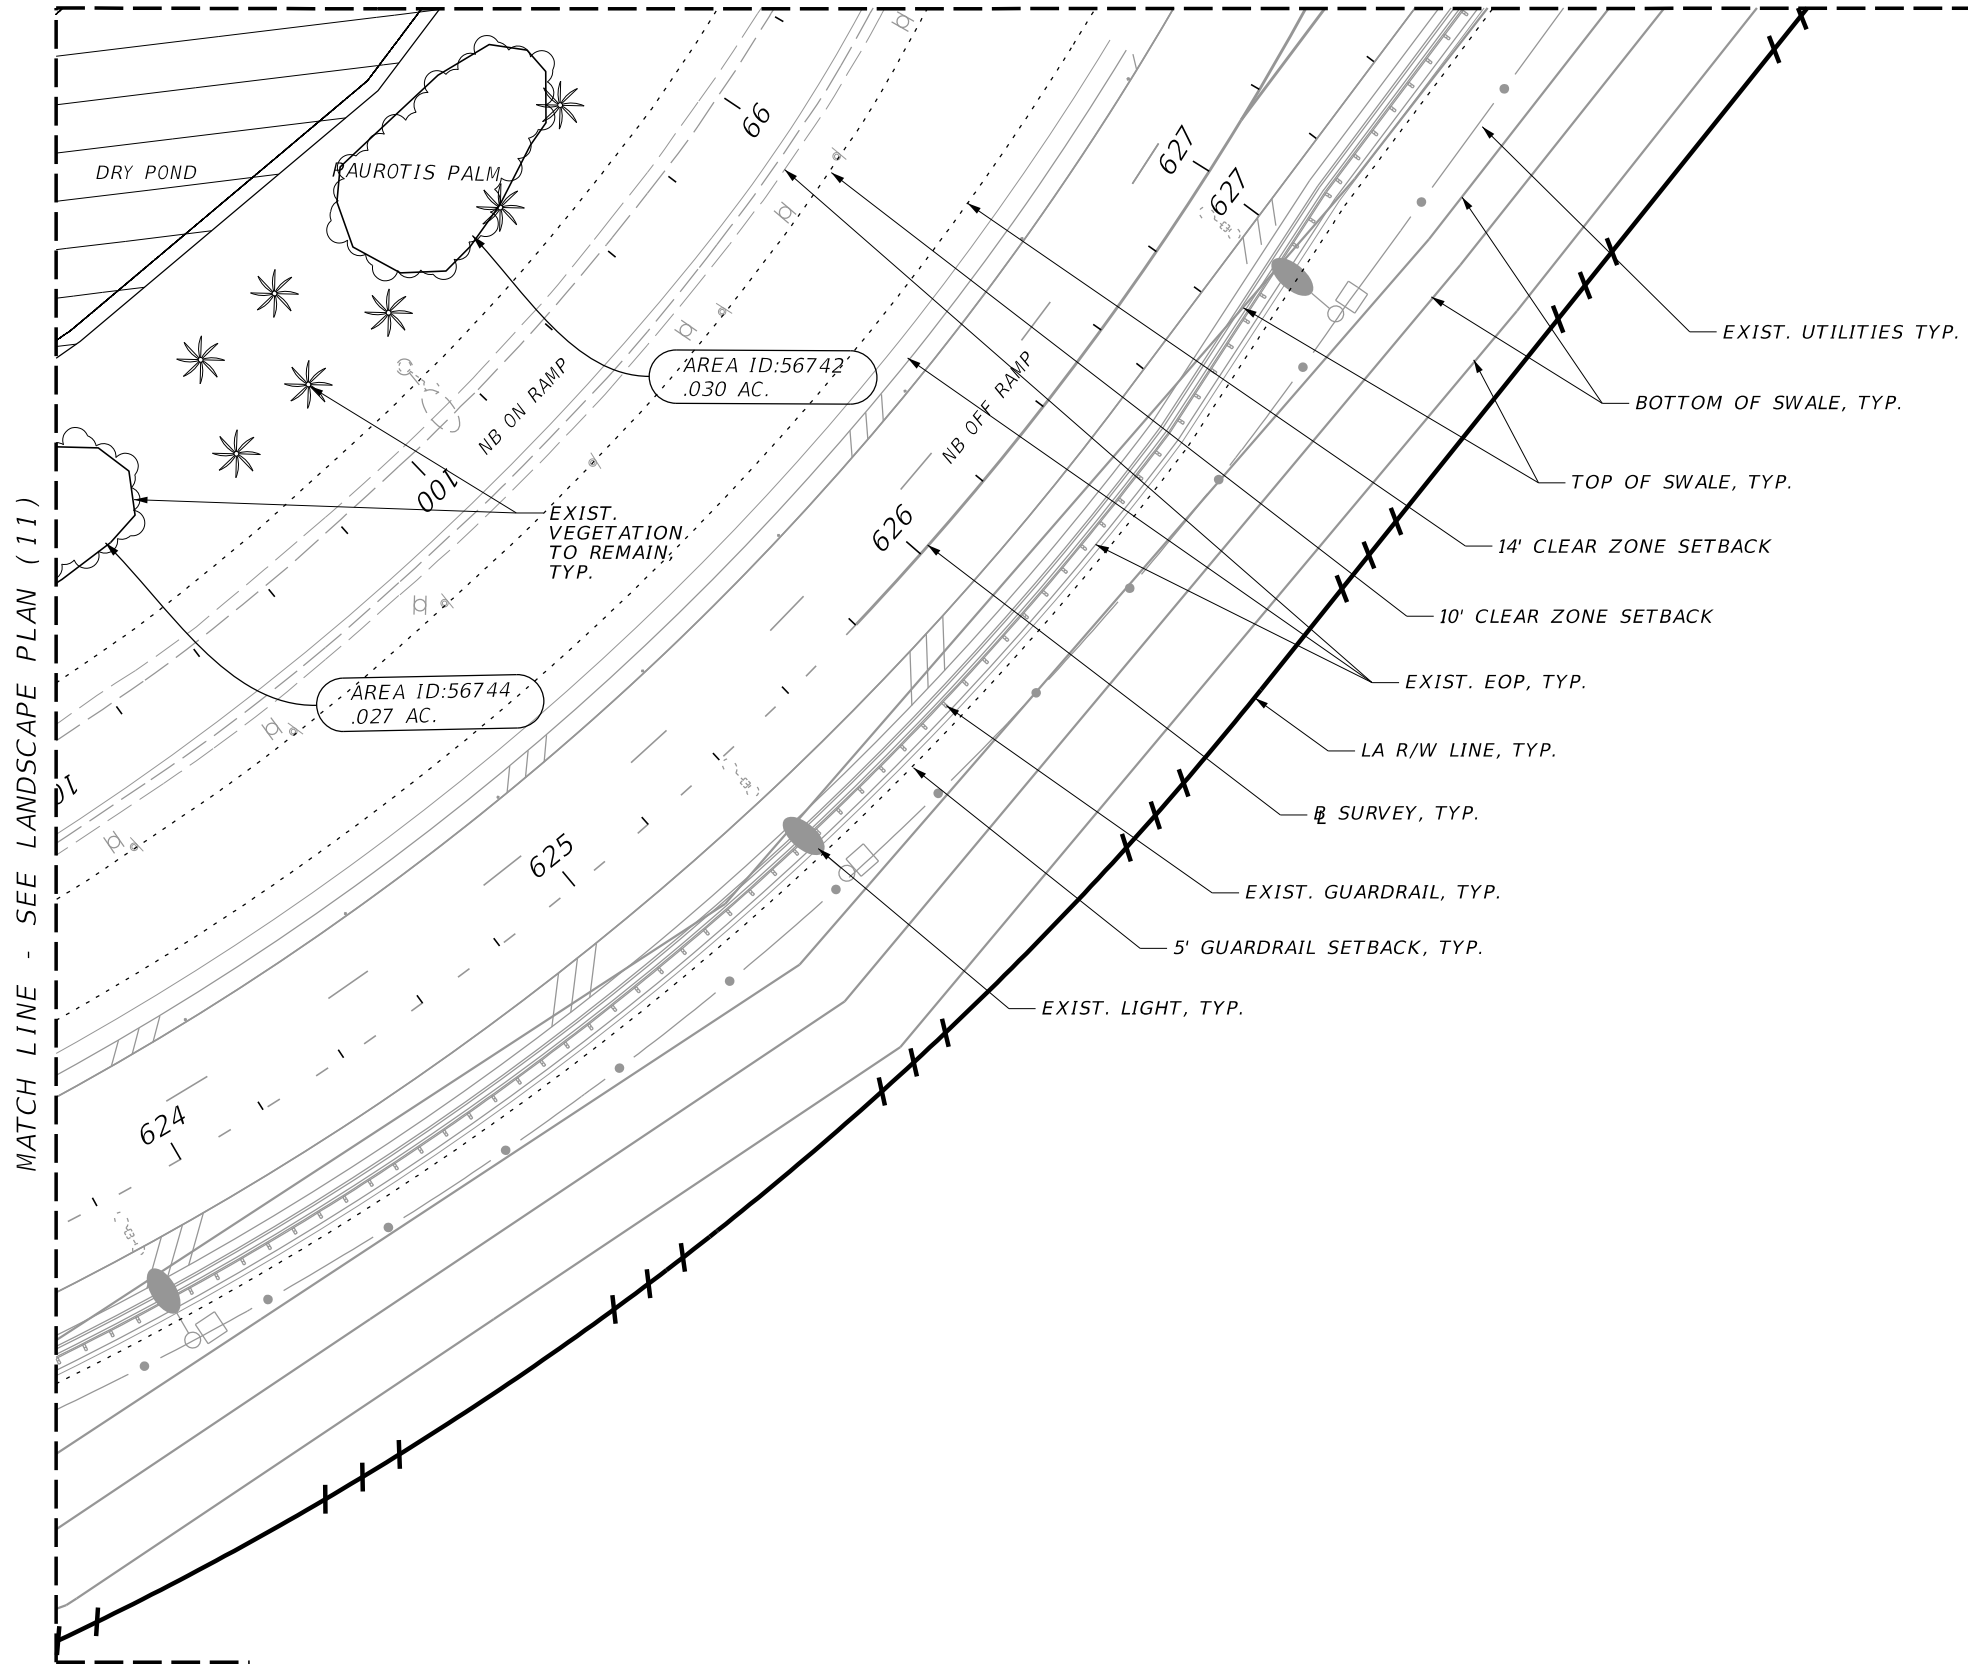 DRY POND
PAUROTIS PALM
99
627
627
EXIST. UTILITIES TYP.
AREA ID:56742
.030 AC.
NB ON RAMP
NB OFF RAMP
BOTTOM OF SWALE, TYP.
TOP OF SWALE, TYP.
100
EXIST.
VEGETATION
TO REMAIN,
TYP.
626
14' CLEAR ZONE SETBACK
10' CLEAR ZONE SETBACK
EXIST. EOP, TYP.
AREA ID:56744
.027 AC.
LA R/W LINE, TYP.
BL SURVEY, TYP.
625
EXIST. GUARDRAIL, TYP.
5' GUARDRAIL SETBACK, TYP.
EXIST. LIGHT, TYP.
624
MATCH LINE - SEE LANDSCAPE PLAN (11)